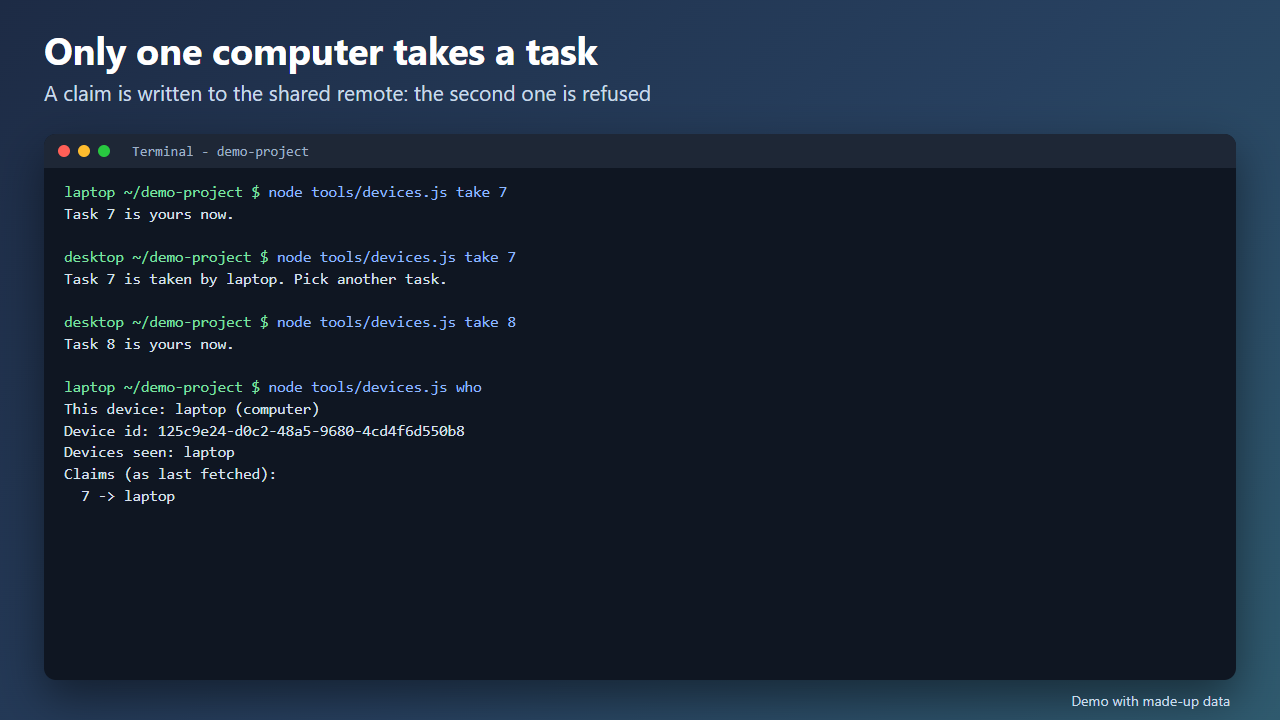 Only one computer takes a task
A claim is written to the shared remote: the second one is refused
Terminal - demo-project
laptop ~/demo-project $ node tools/devices.js take 7
Task 7 is yours now.
desktop ~/demo-project $ node tools/devices.js take 7
Task 7 is taken by laptop. Pick another task.
desktop ~/demo-project $ node tools/devices.js take 8
Task 8 is yours now.
laptop ~/demo-project $ node tools/devices.js who
This device: laptop (computer)
Device id: 125c9e24-d0c2-48a5-9680-4cd4f6d550b8
Devices seen: laptop
Claims (as last fetched):
7 -> laptop
Demo with made-up data